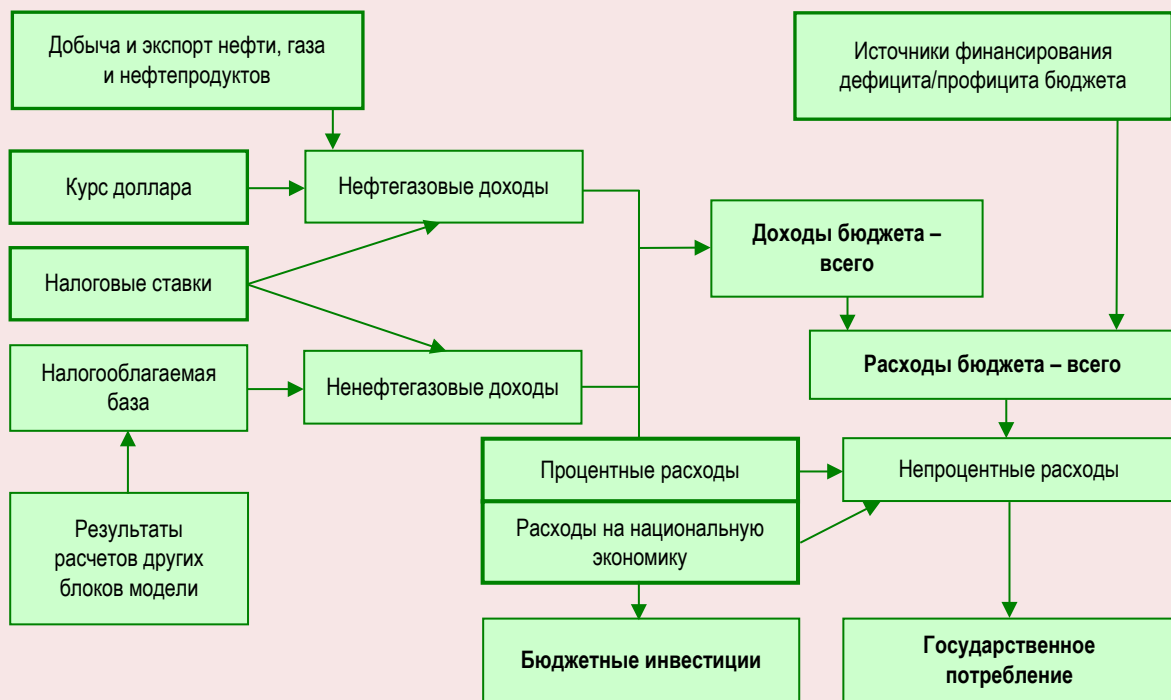 Добыча и экспорт нефти, газа
и нефтепродуктов
Источники финансирования
дефицита/профицита бюджета
Курс доллара
Нефтегазовые доходы
Налоговые ставки
Доходы бюджета –
всего
Налогооблагаемая
база
Ненефтегазовые доходы
Расходы бюджета – всего
Процентные расходы
Непроцентные расходы
Результаты
расчетов других
блоков модели
Расходы на национальную
экономику
Бюджетные инвестиции
Государственное
потребление